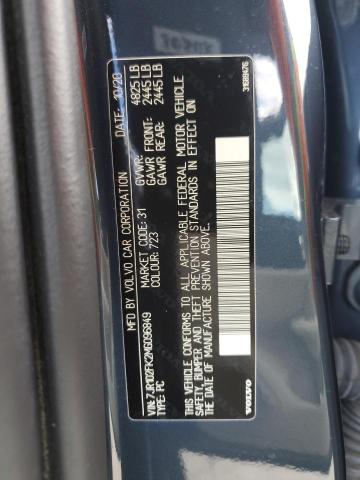 MFD BY: VOLVO CAR CORPORATION DATE: 10/20
MARKET CODE: 31 GVWR: 4825 LB
COLOUR: 723 GAWR FRONT: 2445 LB
GAWR REAR: 2445 LB
VIN: 7JR102FK2MG096849
TYPE: PC
THIS VEHICLE CONFORMS TO ALL APPLICABLE FEDERAL MOTOR VEHICLE
SAFETY, BUMPER AND THEFT PREVENTION STANDARDS IN EFFECT ON
THE DATE OF MANUFACTURE SHOWN ABOVE.
VOLVO
31689476